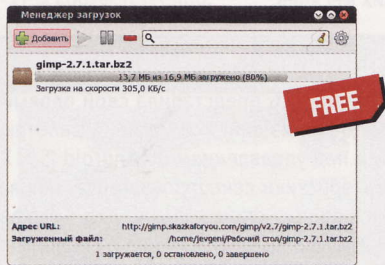 Менеджер загрузок
Добавить
gimp-2.7.1.tar.bz2
13,7 МБ из 16,9 МБ загружено (80%)
Загрузка на скорости 305,0 КБ/с
FREE
Адрес URL: http://gimp.skazkaforyou.com/gimp/v2.7/gimp-2.7.1.tar.bz2
Загруженный файл: /home/jevgeni/Рабочий стол/gimp-2.7.1.tar.bz2
1 загружается, 0 остановлено, 0 завершено